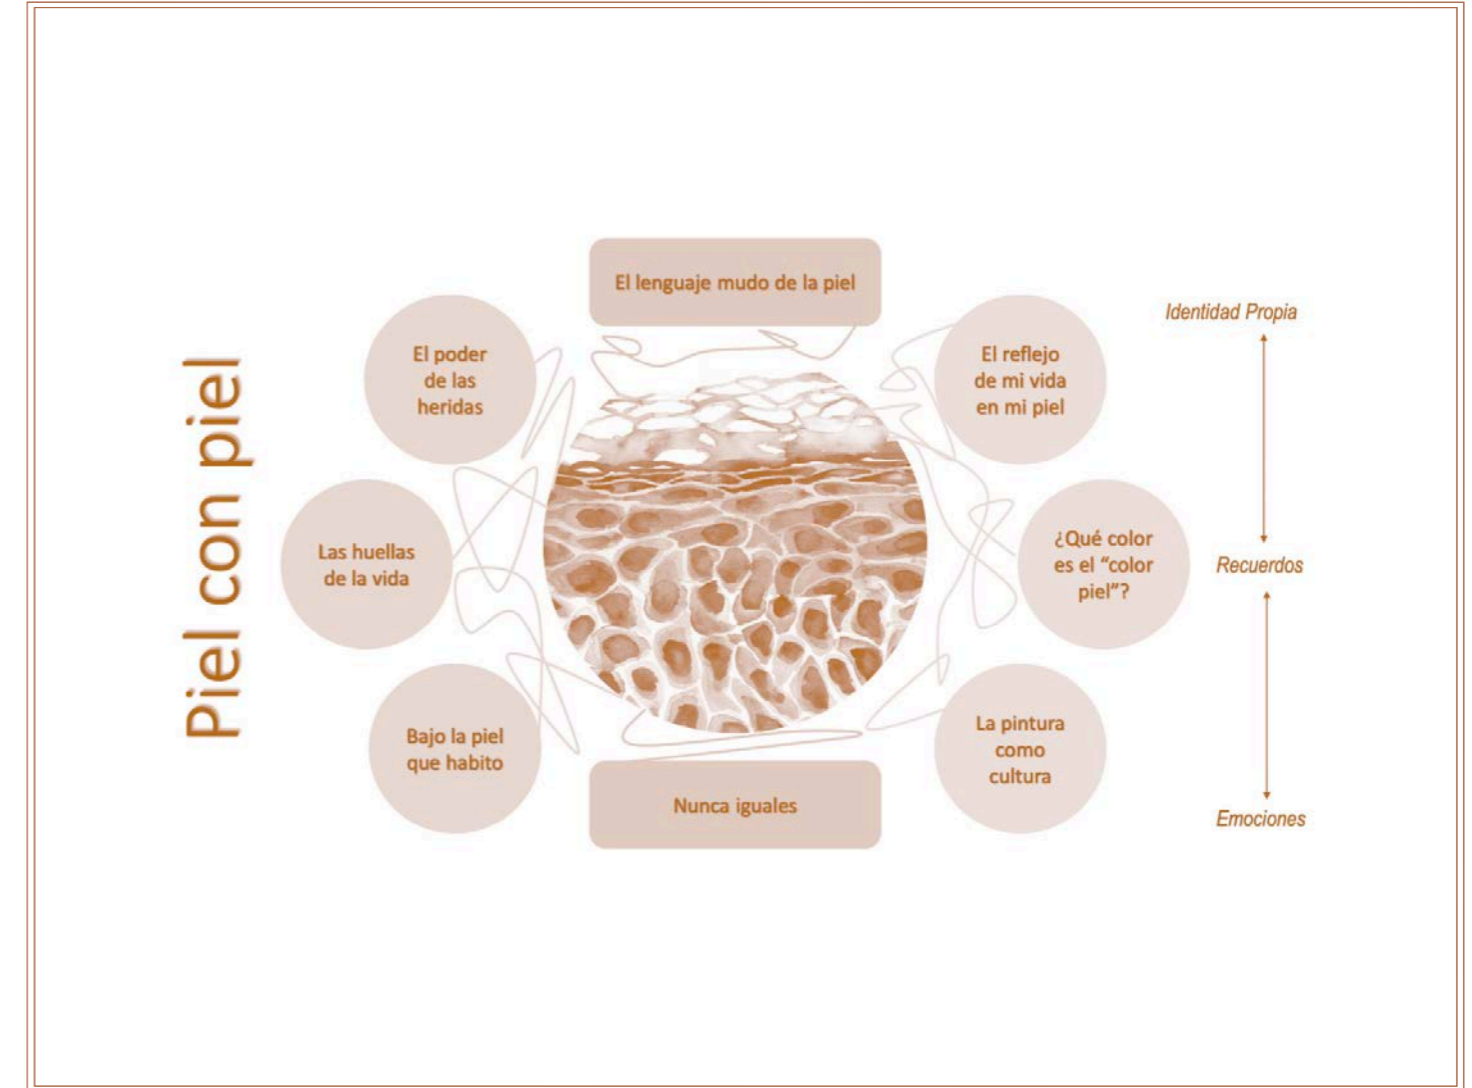 Piel con piel
El lenguaje mudo de la piel
El poder
de las
heridas
El reflejo
de mi vida
en mi piel
Identidad Propia
Las huellas
de la vida
¿Qué color
es el “color
piel”?
Recuerdos
Bajo la piel
que habito
La pintura
como
cultura
Nunca iguales
Emociones